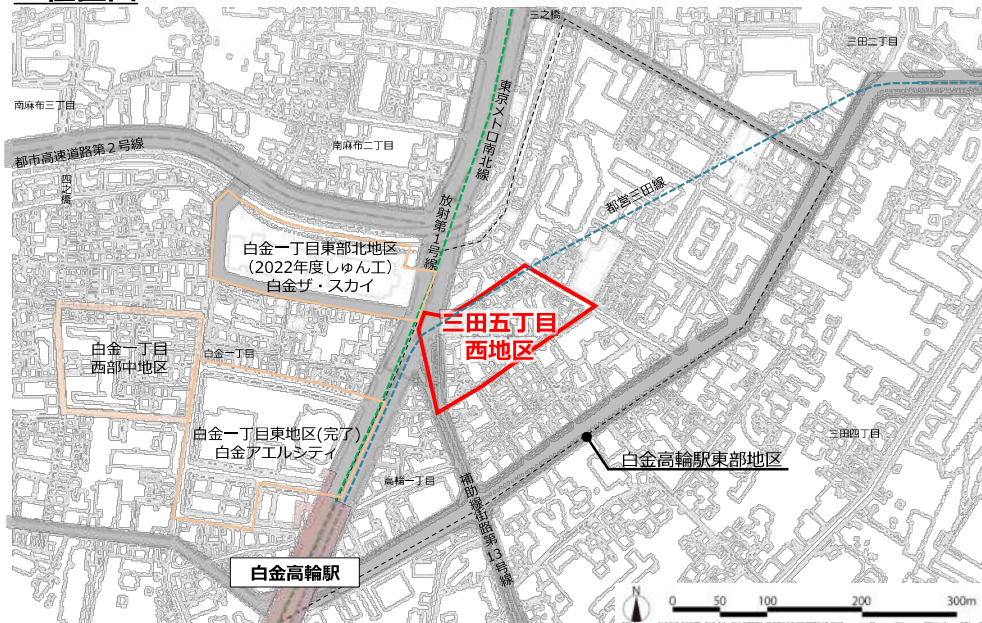 三之橋
三田二丁目
南麻布三丁目
東京メトロ南北線
南麻布二丁目
都市高速道路第2号線
四之橋
都営三田線
放射第1号線
白金一丁目東部北地区
(2022年度しゅん工)
白金ザ・スカイ
三田五丁目
西地区
白金一丁目
西部中地区
白金一丁目
白金一丁目東地区(完了)
白金アエルシティ
三田四丁目
白金高輪駅東部地区
高輪一丁目
補助線街路第13号線
白金高輪駅
N
0 50 100 200 300m